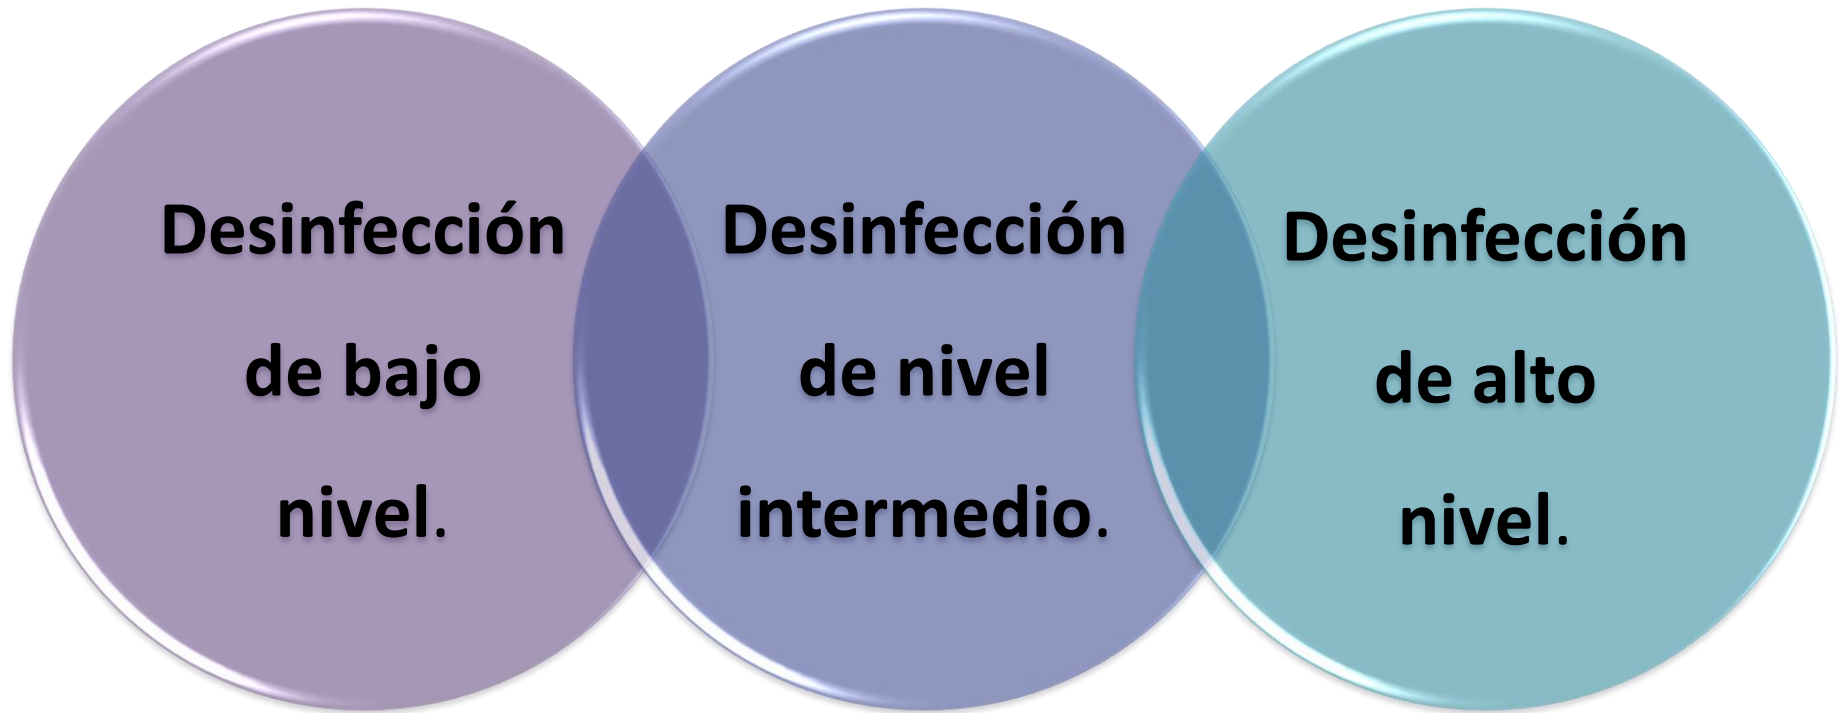 Desinfección
de bajo
nivel.
Desinfección
de nivel
intermedio.
Desinfección
de alto
nivel.